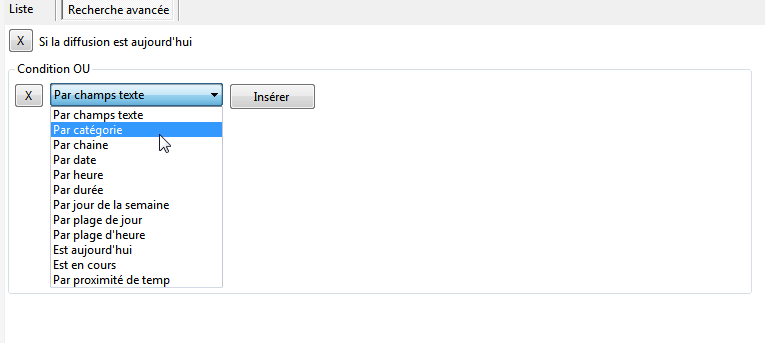 Liste
Recherche avancée
X Si la diffusion est aujourd'hui
Condition OU
X Par champs texte Insérer
Par champs texte
Par catégorie
Par chaine
Par date
Par heure
Par durée
Par jour de la semaine
Par plage de jour
Par plage d'heure
Est aujourd'hui
Est en cours
Par proximité de temp